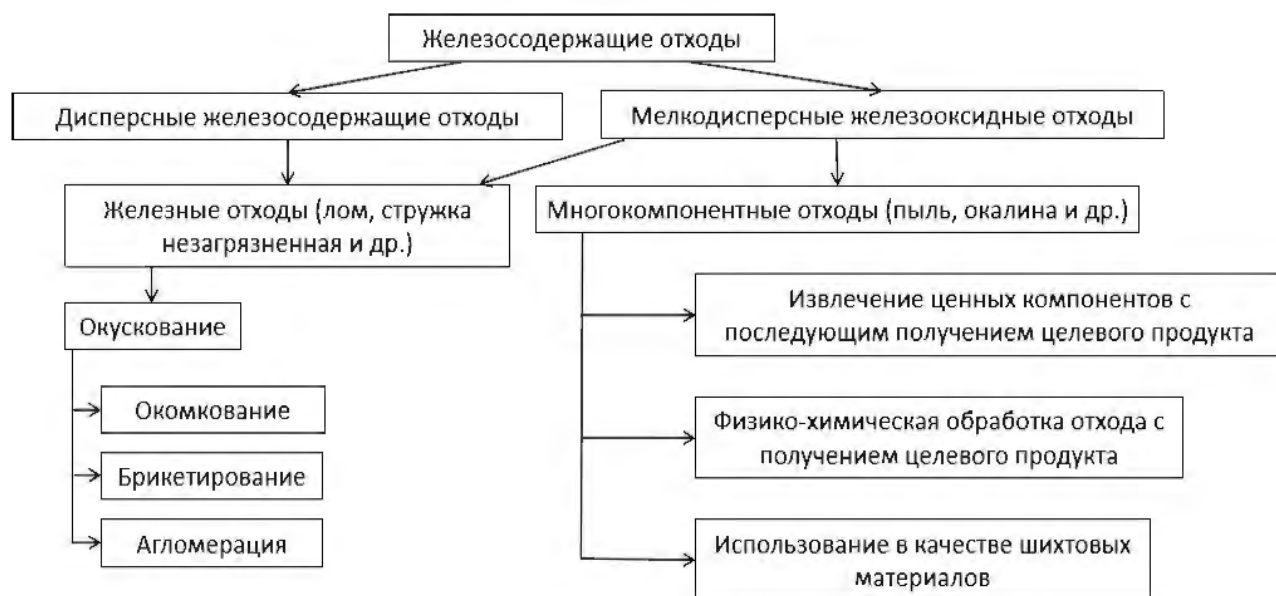 Железосодержащие отходы
Дисперсные железосодержащие отходы
Мелкодисперсные железооксидные отходы
Железные отходы (лом, стружка
незагрязненная и др.)
Многокомпонентные отходы (пыль, окалина и др.)
Окускование
Окомкование
Брикетирование
Агломерация
Извлечение ценных компонентов с
последующим получением целевого продукта
Физико-химическая обработка отхода с
получением целевого продукта
Использование в качестве шихтовых
материалов